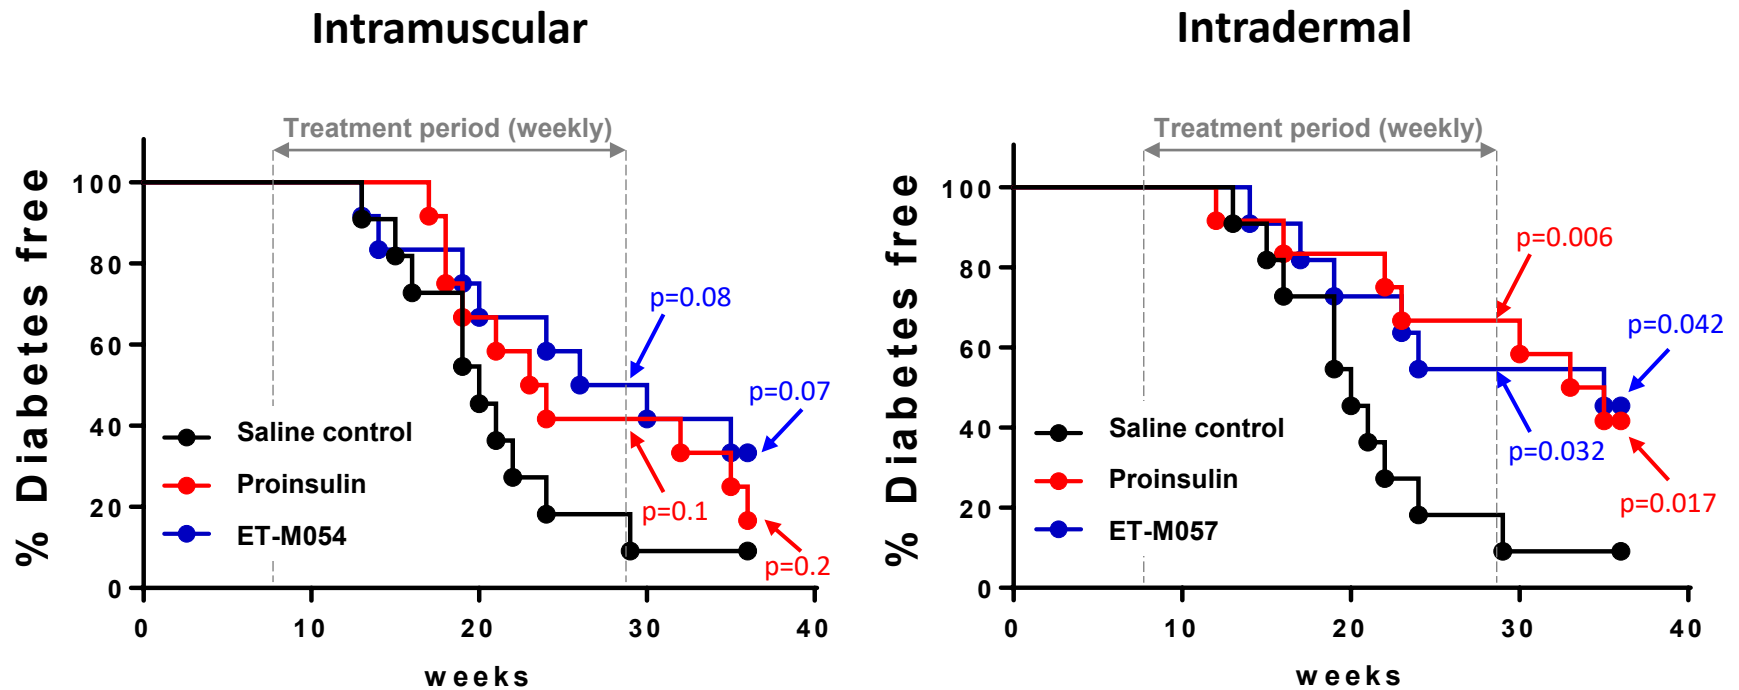 Intramuscular
Treatment period (weekly)
% Diabetes free
100
80
60
40
20
0
p=0.08
p=0.07
p=0.1
p=0.2
Saline control
Proinsulin
ET-M054
0 10 20 30 40
weeks
Intradermal
Treatment period (weekly)
% Diabetes free
100
80
60
40
20
0
p=0.006
p=0.042
p=0.032
p=0.017
Saline control
Proinsulin
ET-M057
0 10 20 30 40
weeks